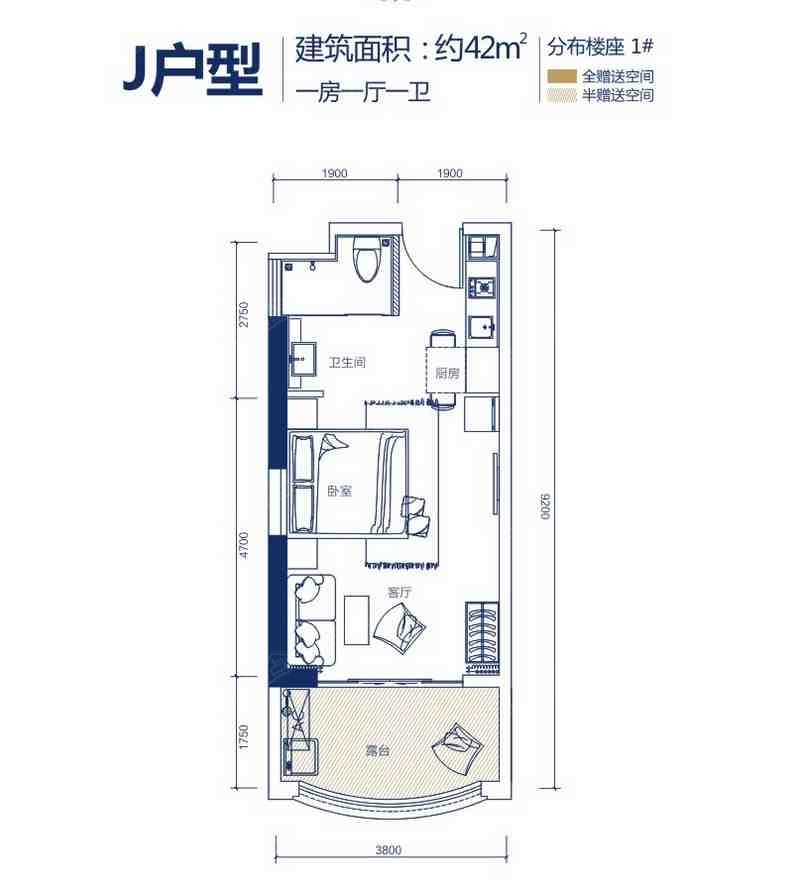 J户型
建筑面积：约42m²
一房一厅一卫
分布楼座 1#
全赠送空间
半赠送空间
1900
1900
2750
卫生间
厨房
卧室
9200
4700
客厅
1750
露台
3800